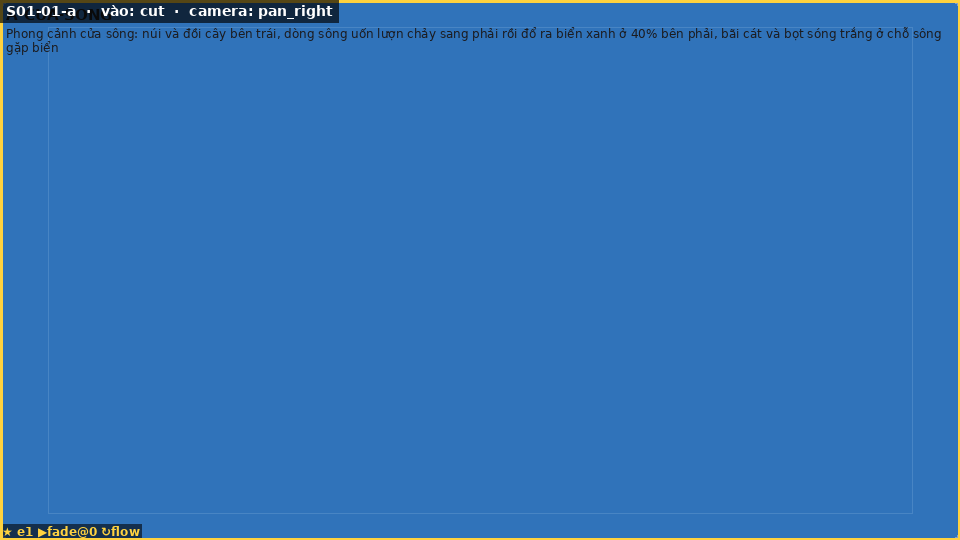 S01-01-a · vào: cut · camera: pan_right
Phong cảnh cửa sông: núi và đồi cây bên trái, dòng sông uốn lượn chảy sang phải rồi đổ ra biển xanh ở 40% bên phải, bãi cát và bọt sóng trắng ở chỗ sông
gặp biển
★ e1 ▶fade@0 ↻flow